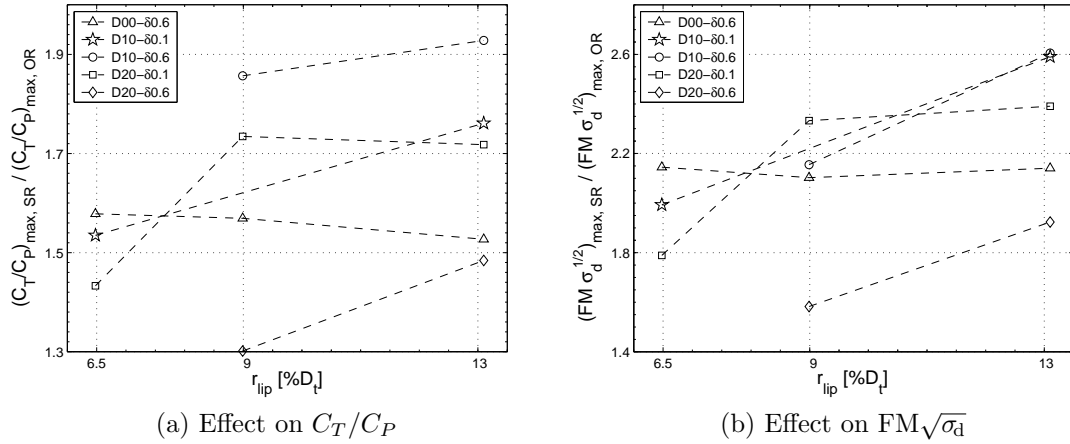 D00−δ0.6
D10−δ0.1
D10−δ0.6
D20−δ0.1
D20−δ0.6
1.9
1.7
1.5
1.3
6.5
9
13
(C_T/C_P)_max, SR / (C_T/C_P)_max, OR
r_lip [%D_t]
(a) Effect on C_T/C_P
D00−δ0.6
D10−δ0.1
D10−δ0.6
D20−δ0.1
D20−δ0.6
2.6
2.2
1.8
1.4
6.5
9
13
(FM σ_d^1/2)_max, SR / (FM σ_d^1/2)_max, OR
r_lip [%D_t]
(b) Effect on FM√σ_d